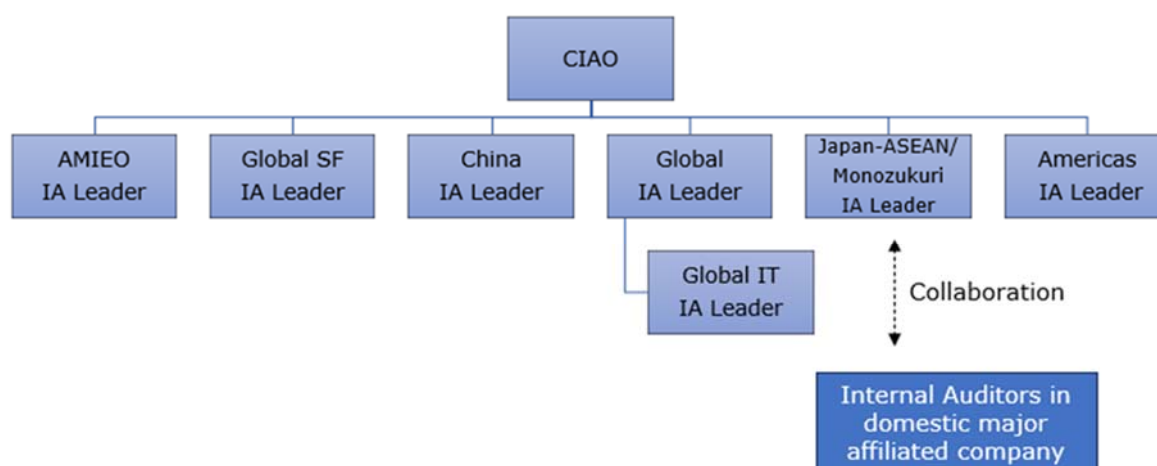 CIAO
AMIEO
IA Leader
Global SF
IA Leader
China
IA Leader
Global
IA Leader
Japan-ASEAN/
Monozukuri
IA Leader
Americas
IA Leader
Global IT
IA Leader
Collaboration
Internal Auditors in
domestic major
affiliated company